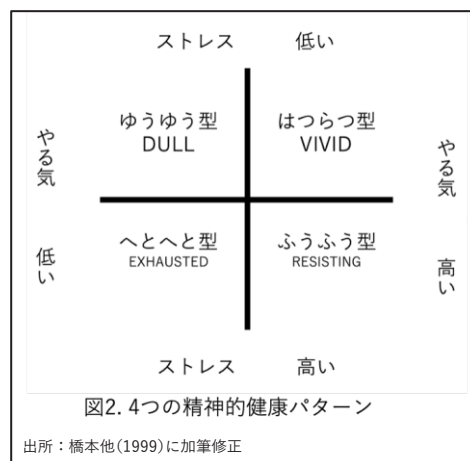 ストレス 低い
ゆうゆう型 はつらつ型
DULL VIVID
やる気 やる気
へとへと型 ふうふう型
EXHAUSTED RESISTING
低い 高い
ストレス 高い
図2. 4つの精神的健康パターン
出所：橋本他(1999)に加筆修正